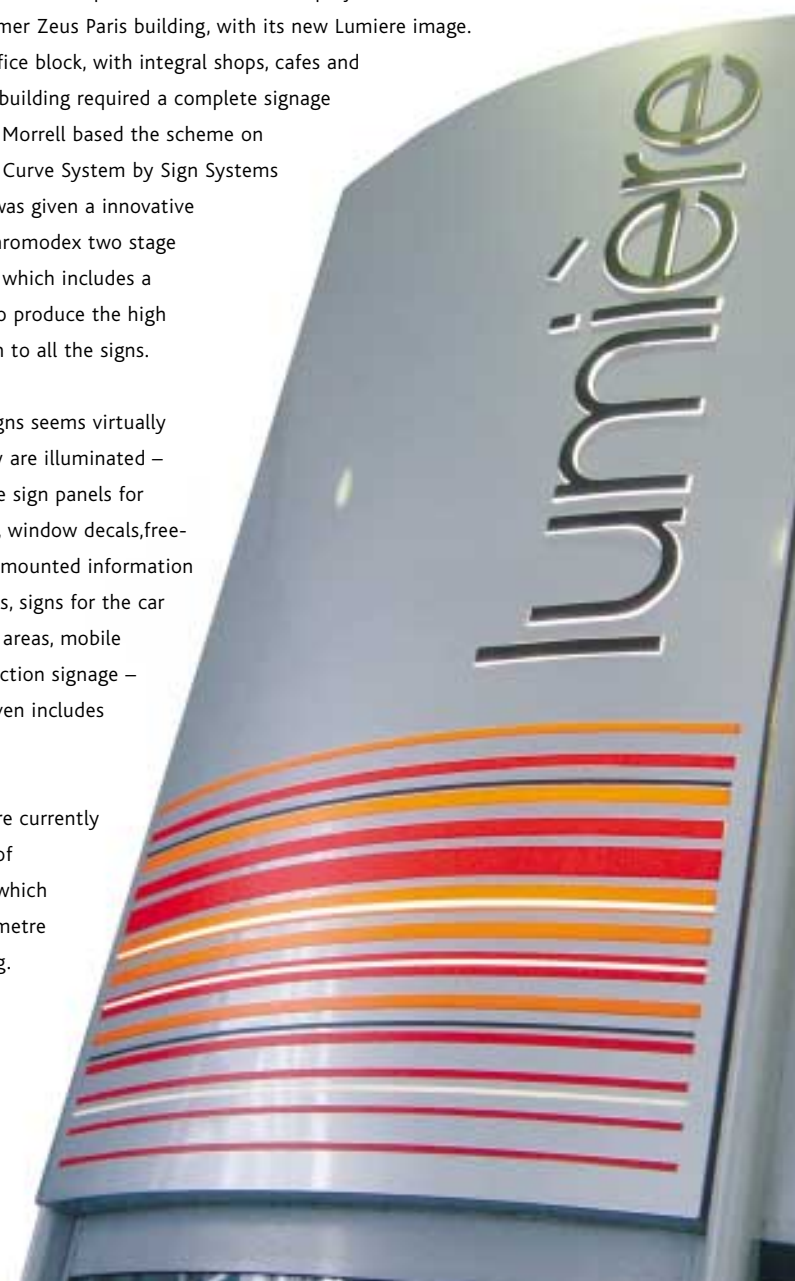 mer Zeus Paris building, with its new Lumiere image.
fice block, with integral shops, cafes and
building required a complete signage
Morrell based the scheme on
Curve System by Sign Systems
was given a innovative
romodex two stage
which includes a
o produce the high
n to all the signs.
gns seems virtually
y are illuminated –
e sign panels for
, window decals,free-
mounted information
s, signs for the car
areas, mobile
ction signage –
ven includes
re currently
of
which
metre
g.
lumière